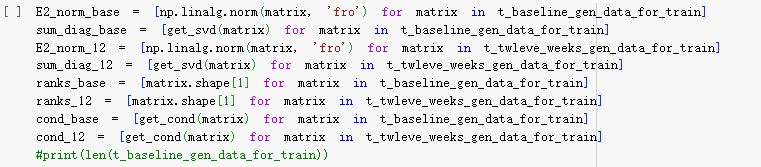 [ ] E2_norm_base = [np.linalg.norm(matrix, 'fro') for matrix in t_baseline_gen_data_for_train]
sum_diag_base = [get_svd(matrix) for matrix in t_baseline_gen_data_for_train]
E2_norm_12 = [np.linalg.norm(matrix, 'fro') for matrix in t_twleve_weeks_gen_data_for_train]
sum_diag_12 = [get_svd(matrix) for matrix in t_twleve_weeks_gen_data_for_train]
ranks_base = [matrix.shape[1] for matrix in t_baseline_gen_data_for_train]
ranks_12 = [matrix.shape[1] for matrix in t_twleve_weeks_gen_data_for_train]
cond_base = [get_cond(matrix) for matrix in t_baseline_gen_data_for_train]
cond_12 = [get_cond(matrix) for matrix in t_twleve_weeks_gen_data_for_train]
#print(len(t_baseline_gen_data_for_train))